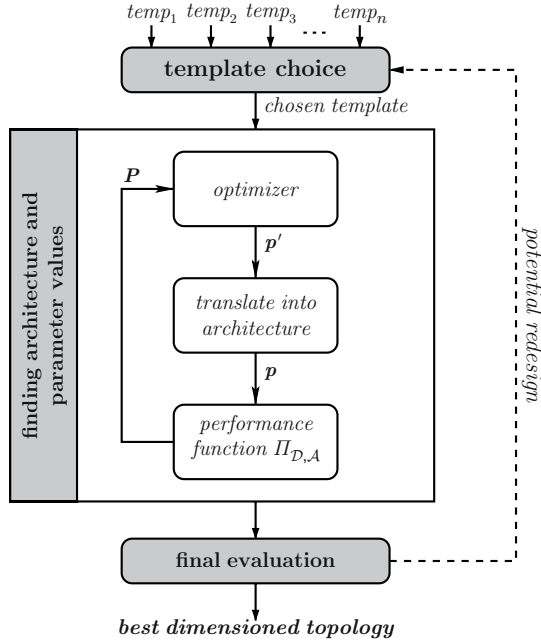 temp₁ temp₂ temp₃ ... tempₙ
template choice
chosen template
finding architecture and
parameter values
P
optimizer
p′
translate into
architecture
p
performance
function Π_{D,A}
potential redesign
final evaluation
best dimensioned topology